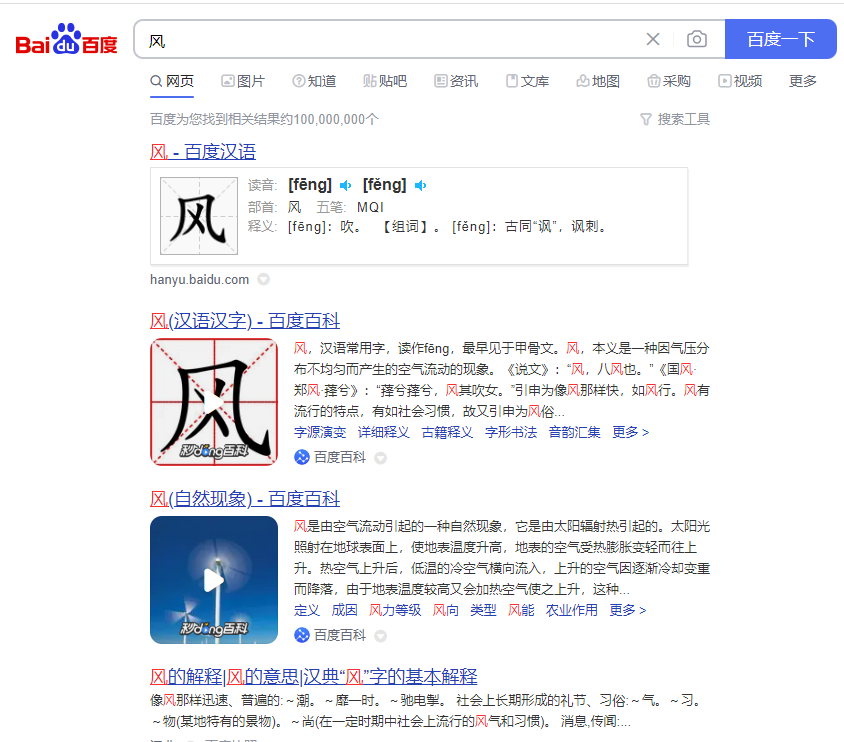 Bai du 百度
风
百度一下
网页 图片 知道 贴吧 资讯 文库 地图 采购 视频 更多
百度为您找到相关结果约100,000,000个
搜索工具
风 - 百度汉语
风
读音: [fēng] [fěng]
部首: 风 五笔: MQI
释义: [fēng]：吹。 【组词】。 [fěng]：古同“讽”，讽刺。
hanyu.baidu.com
风(汉语汉字) - 百度百科
风
秒dong百科
风，汉语常用字，读作fēng，最早见于甲骨文。风，本义是一种因气压分
布不均匀而产生的空气流动的现象。《说文》：“风，八风也。”《国风·
郑风·萚兮》：“萚兮萚兮，风其吹女。”引申为像风那样快，如风行。风有
流行的特点，有如社会习惯，故又引申为风俗...
字源演变 详细释义 古籍释义 字形书法 音韵汇集 更多 >
百度百科
风(自然现象) - 百度百科
秒dong百科
风是由空气流动引起的一种自然现象，它是由太阳辐射热引起的。太阳光
照射在地球表面上，使地表温度升高，地表的空气受热膨胀变轻而往上
升。热空气上升后，低温的冷空气横向流入，上升的空气因逐渐冷却变重
而降落，由于地表温度较高又会加热空气使之上升，这种...
定义 成因 风力等级 风向 类型 风能 农业作用 更多 >
百度百科
风的解释|风的意思|汉典“风”字的基本解释
像风那样迅速、普遍的:～潮。～靡一时。～驰电掣。 社会上长期形成的礼节、习俗:～气。～习。
～物(某地特有的景物)。～尚(在一定时期中社会上流行的风气和习惯)。 消息,传闻:...